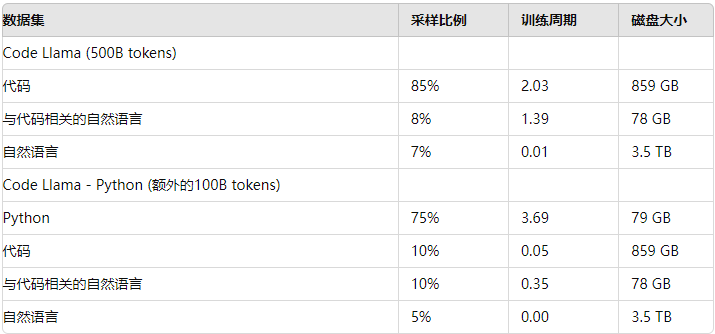 数据集 采样比例 训练周期 磁盘大小
Code Llama (500B tokens)
代码 85% 2.03 859 GB
与代码相关的自然语言 8% 1.39 78 GB
自然语言 7% 0.01 3.5 TB
Code Llama - Python (额外的100B tokens)
Python 75% 3.69 79 GB
代码 10% 0.05 859 GB
与代码相关的自然语言 10% 0.35 78 GB
自然语言 5% 0.00 3.5 TB